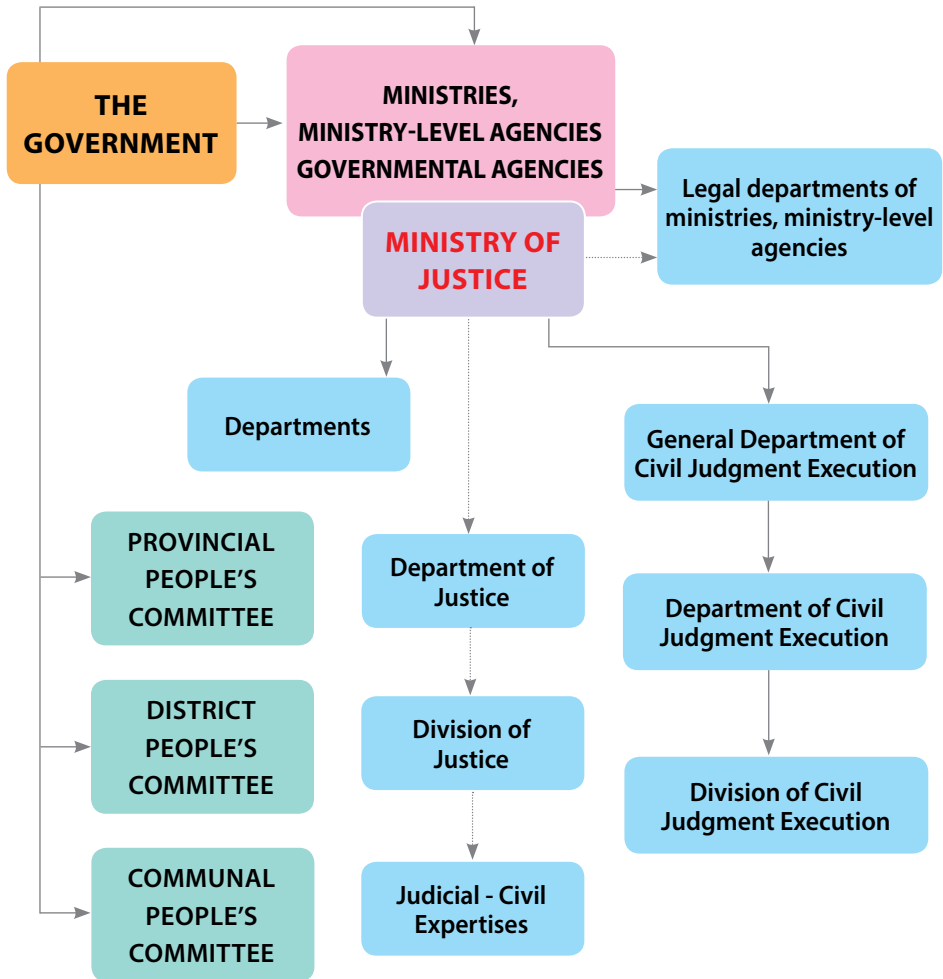 THE
GOVERNMENT
MINISTRIES,
MINISTRY-LEVEL AGENCIES
GOVERNMENTAL AGENCIES
Legal departments of
ministries, ministry-level
agencies
MINISTRY OF
JUSTICE
Departments
General Department of
Civil Judgment Execution
PROVINCIAL
PEOPLE'S
COMMITTEE
Department of
Justice
Department of Civil
Judgment Execution
DISTRICT
PEOPLE'S
COMMITTEE
Division of
Justice
Division of Civil
Judgment Execution
COMMUNAL
PEOPLE'S
COMMITTEE
Judicial - Civil
Expertises